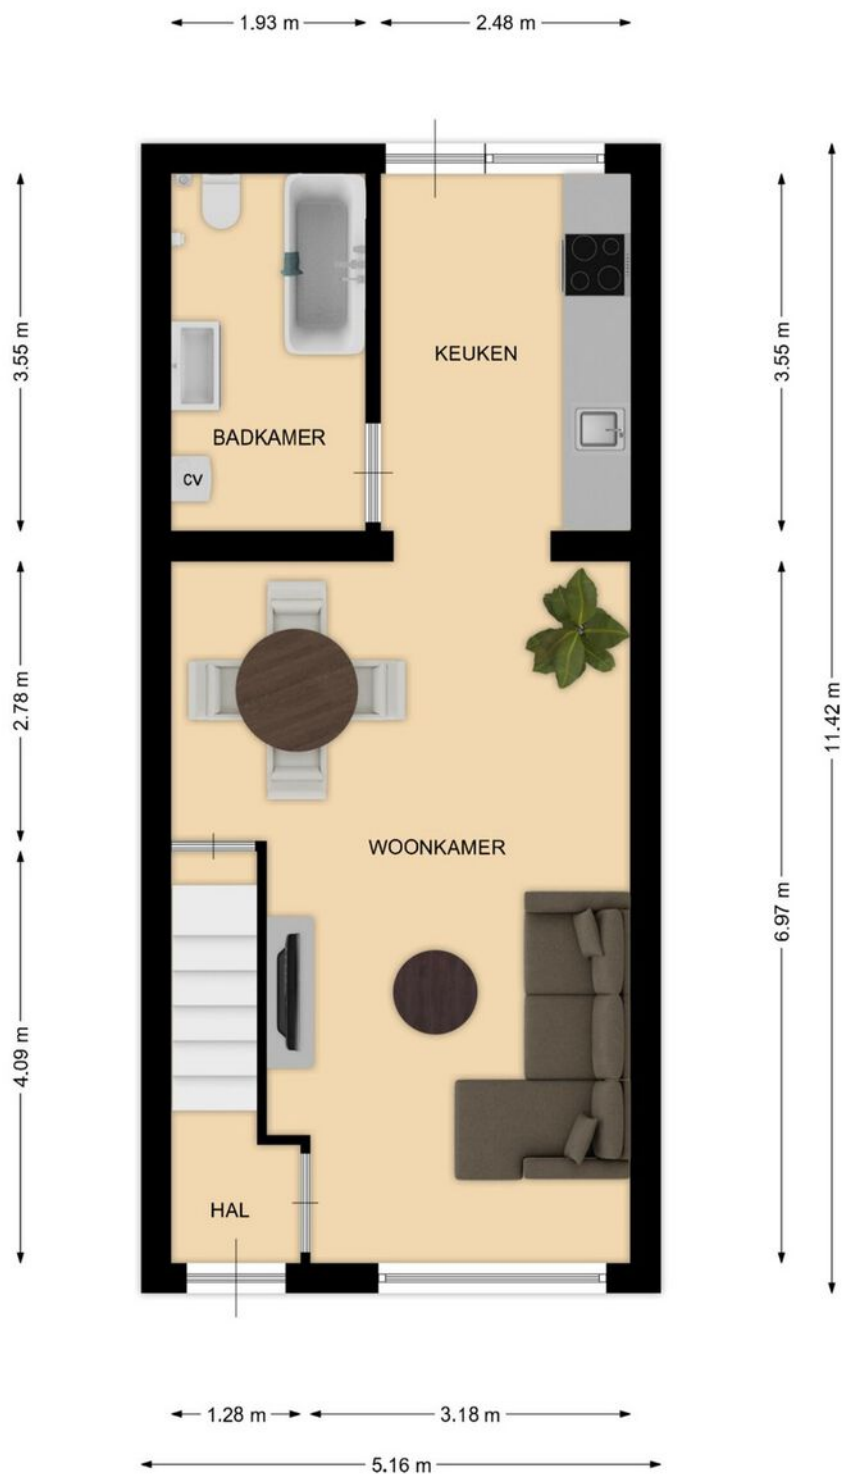 1.93 m
2.48 m
3.55 m
3.55 m
KEUKEN
BADKAMER
CV
2.78 m
11.42 m
WOONKAMER
6.97 m
4.09 m
HAL
1.28 m
3.18 m
5.16 m